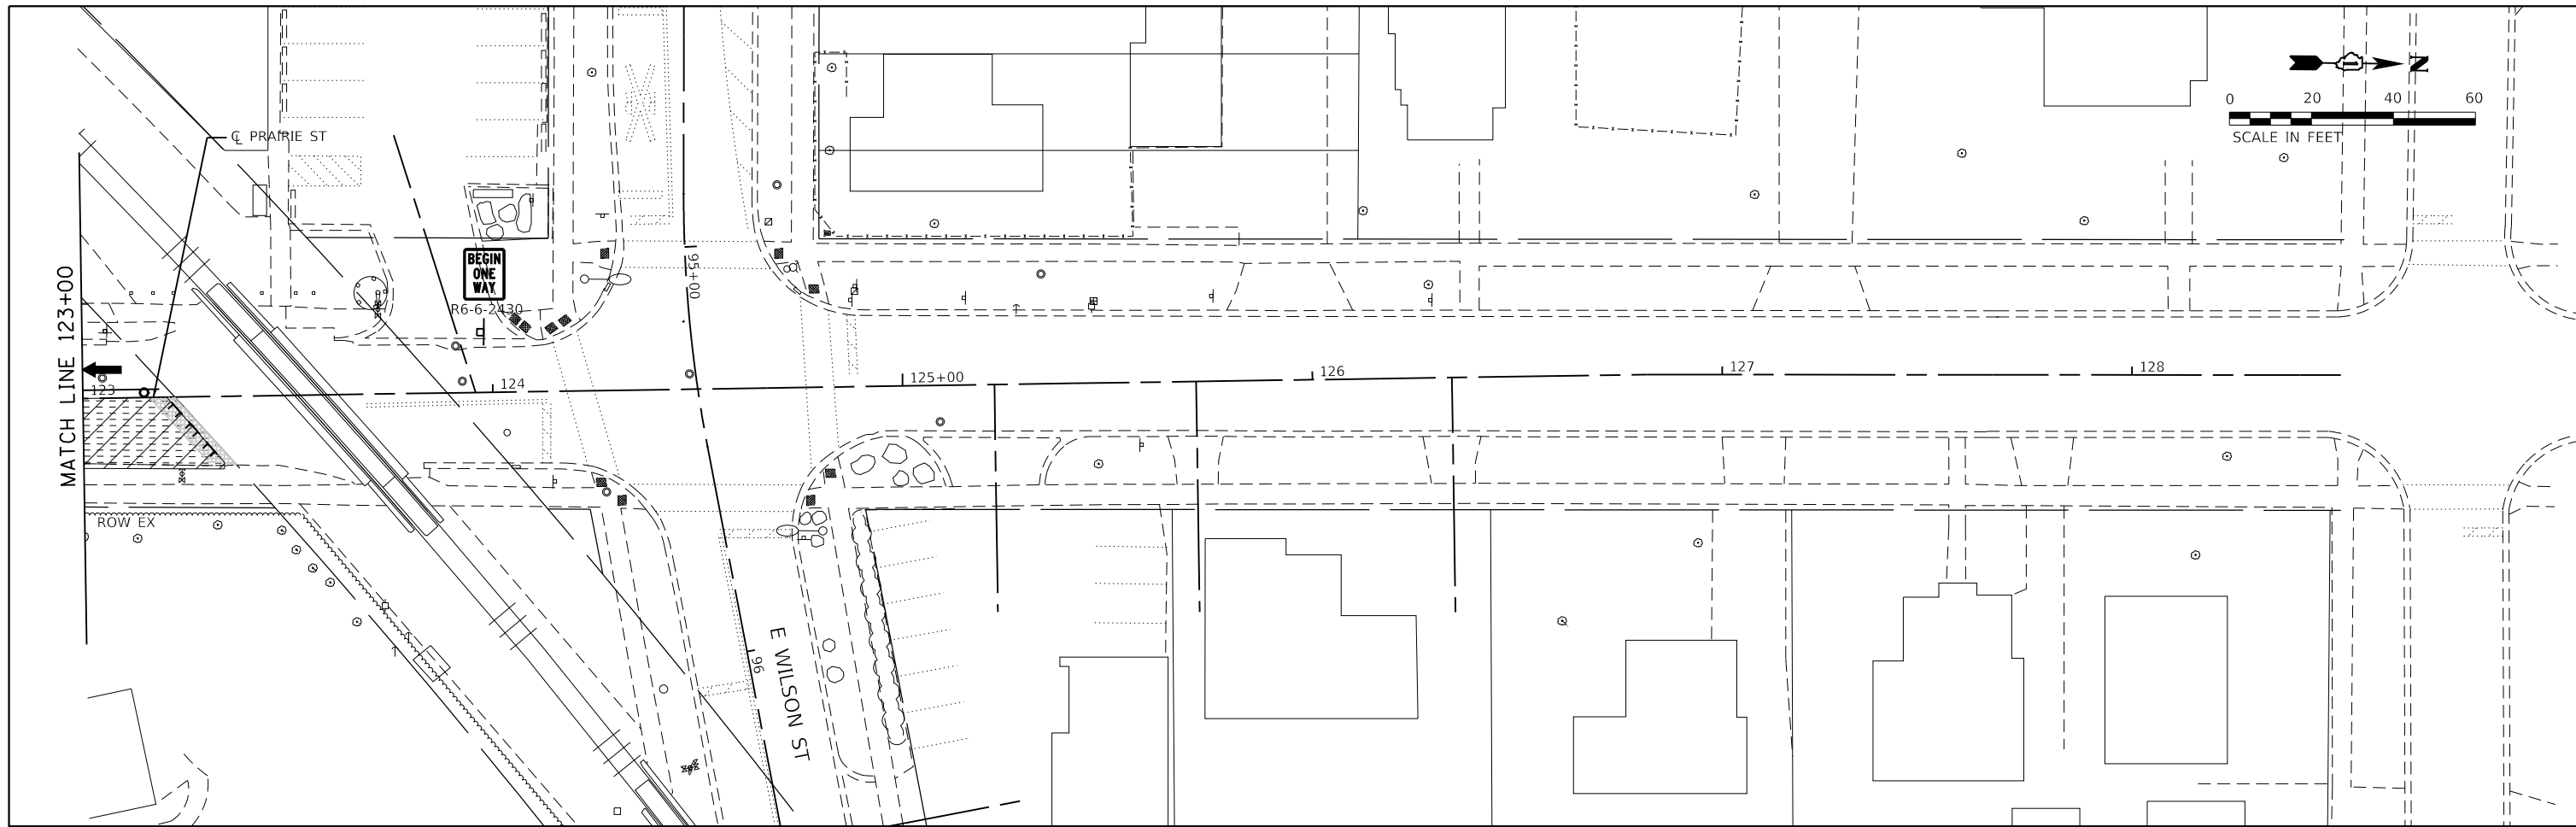 ℄ PRAIRIE ST
MATCH LINE 123+00
BEGIN
ONE
WAY
R6-6-2430
123
124
125+00
126
127
128
95+00
96
E WILSON ST
ROW EX
N
0 20 40 60
SCALE IN FEET